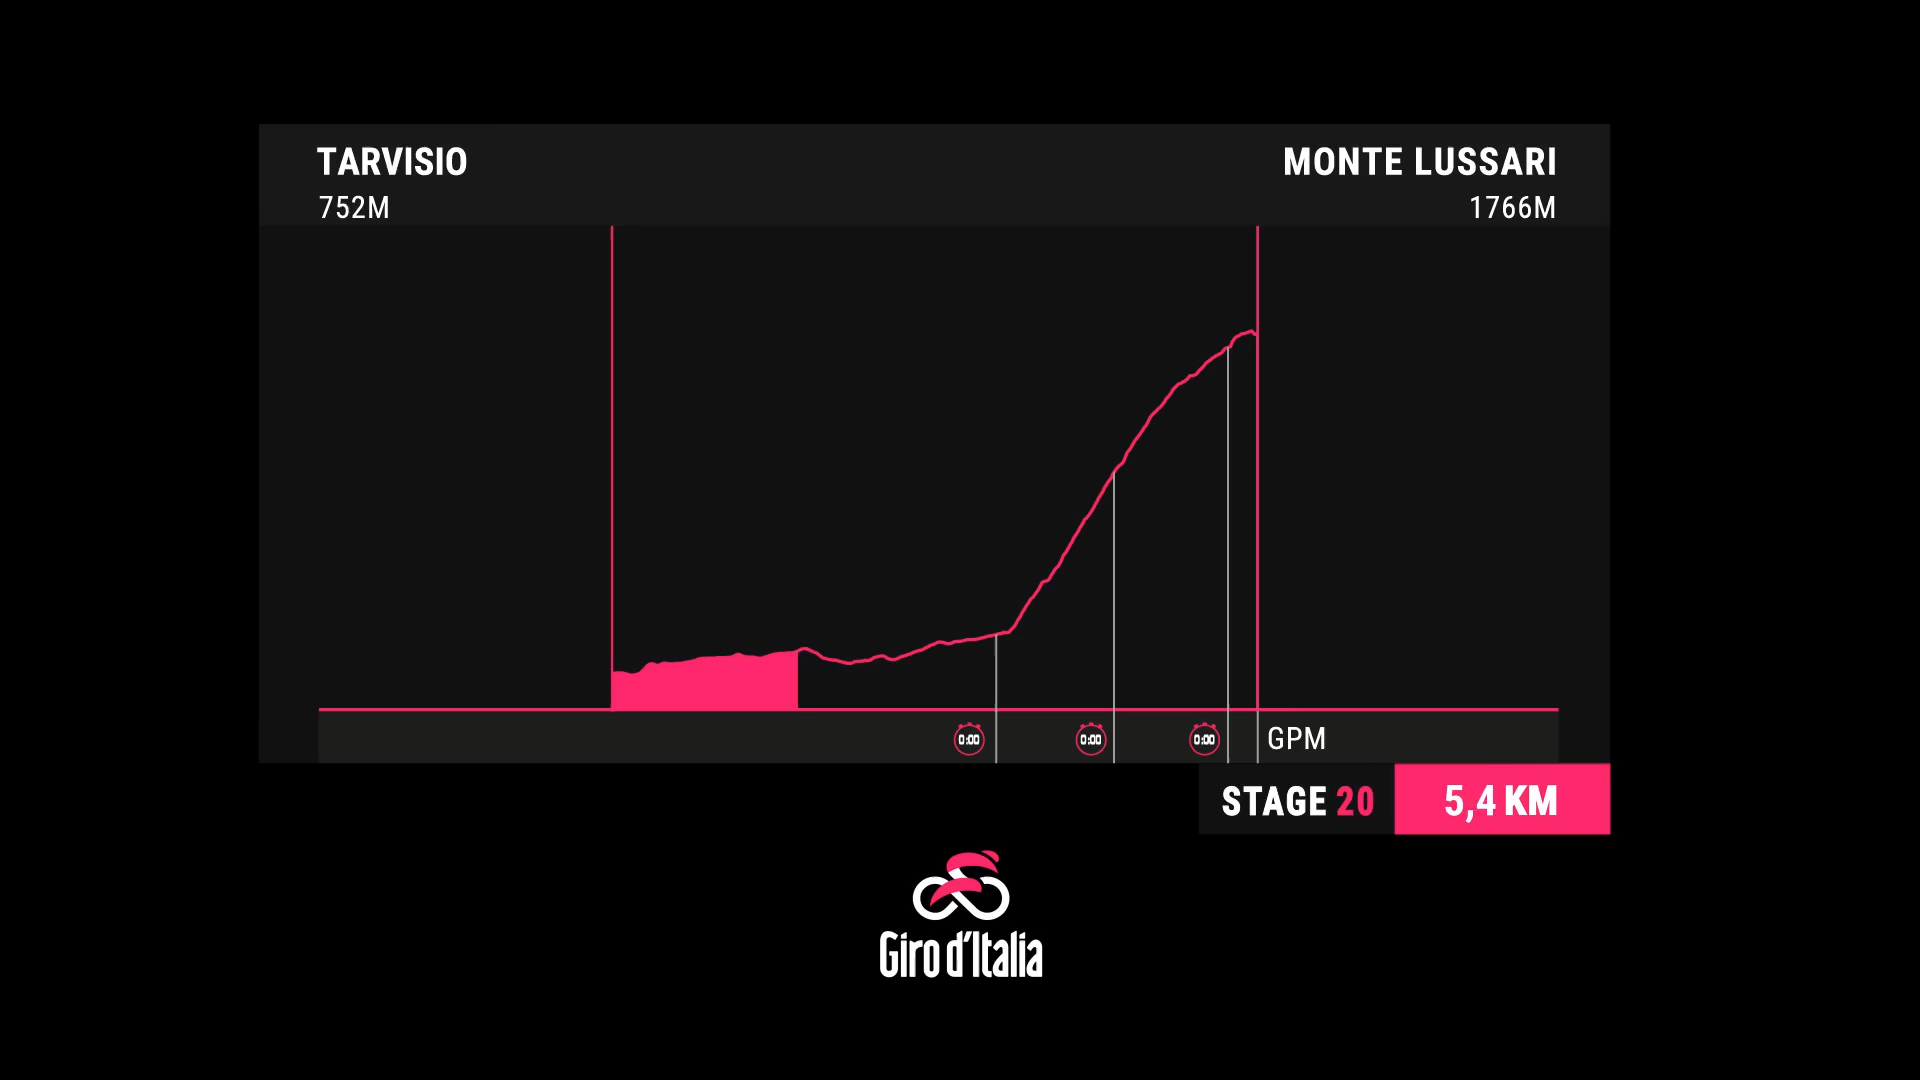 TARVISIO
752M
MONTE LUSSARI
1766M
0:00
0:00
0:00
GPM
STAGE 20
5,4 KM
Giro d'Italia